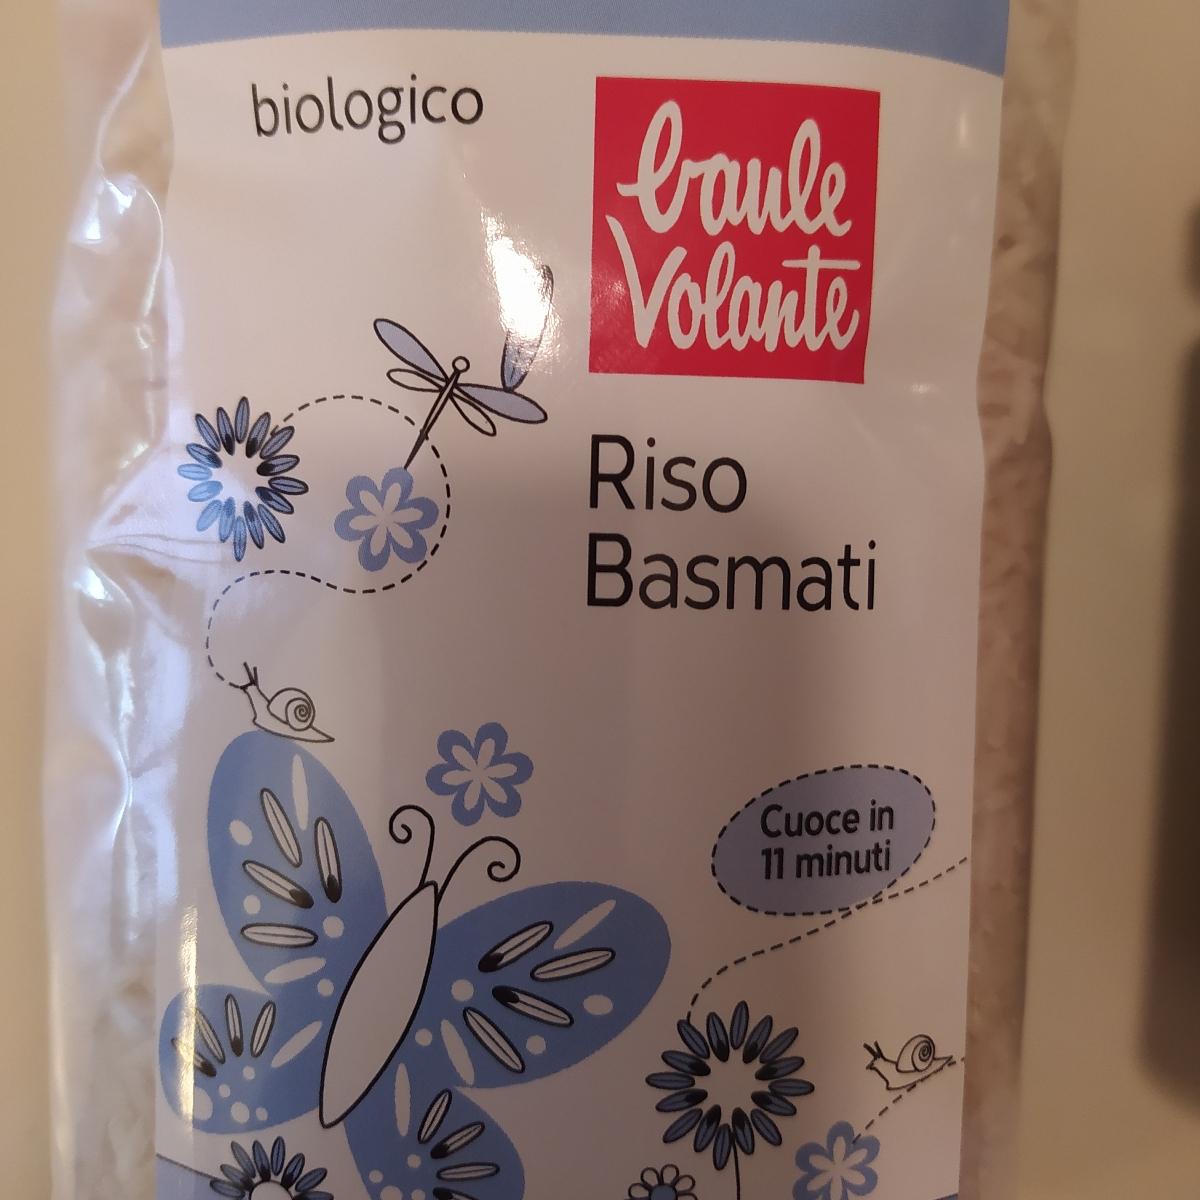 biologico
baule
Volante
Riso
Basmati
Cuoce in
11 minuti